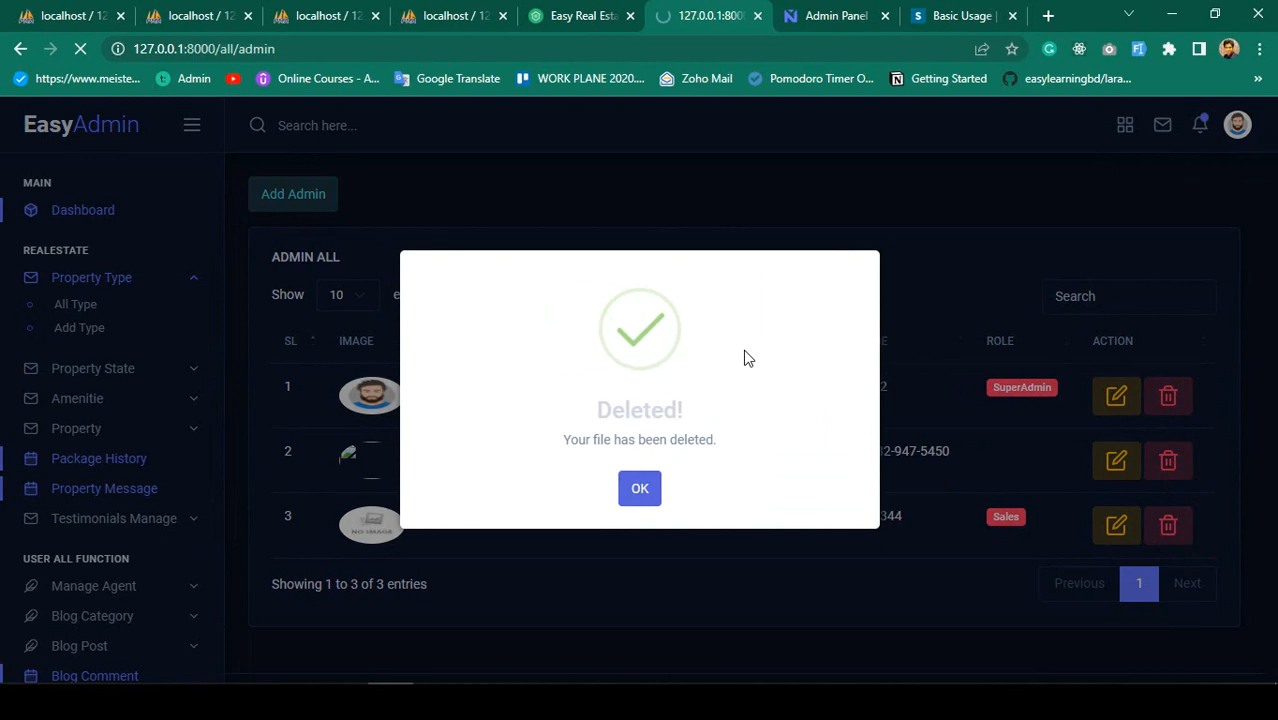 localhost / 12
localhost / 12
localhost / 12
localhost / 12
Easy Real Esta
127.0.0.1:800
Admin Panel
Basic Usage |
127.0.0.1:8000/all/admin
https://www.meiste...
Admin
Online Courses - A...
Google Translate
WORK PLANE 2020....
Zoho Mail
Pomodoro Timer O...
Getting Started
easylearningbd/lara...
EasyAdmin
Search here...
MAIN
Dashboard
REALESTATE
Property Type
All Type
Add Type
Property State
Amenitie
Property
Package History
Property Message
Testimonials Manage
USER ALL FUNCTION
Manage Agent
Blog Category
Blog Post
Blog Comment
Add Admin
ADMIN ALL
Show 10 e
Search
SL IMAGE E ROLE ACTION
1 2 SuperAdmin
2 2-947-5450
3 NO IMAGE 344 Sales
Showing 1 to 3 of 3 entries
Previous 1 Next
Deleted!
Your file has been deleted.
OK